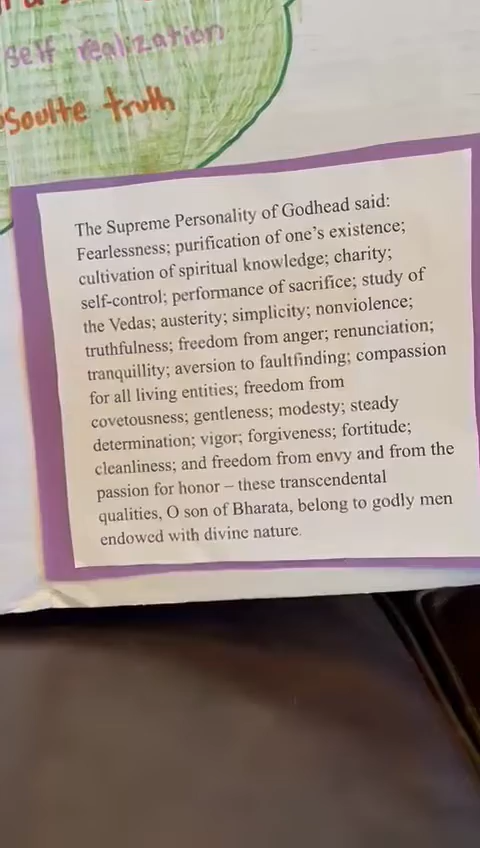 self realization
truth
The Supreme Personality of Godhead said:
Fearlessness; purification of one's existence;
cultivation of spiritual knowledge; charity;
self-control; performance of sacrifice; study of
the Vedas; austerity; simplicity; nonviolence;
truthfulness; freedom from anger; renunciation;
tranquillity; aversion to faultfinding; compassion
for all living entities; freedom from
covetousness; gentleness; modesty; steady
determination; vigor; forgiveness; fortitude;
cleanliness; and freedom from envy and from the
passion for honor – these transcendental
qualities, O son of Bharata, belong to godly men
endowed with divine nature.